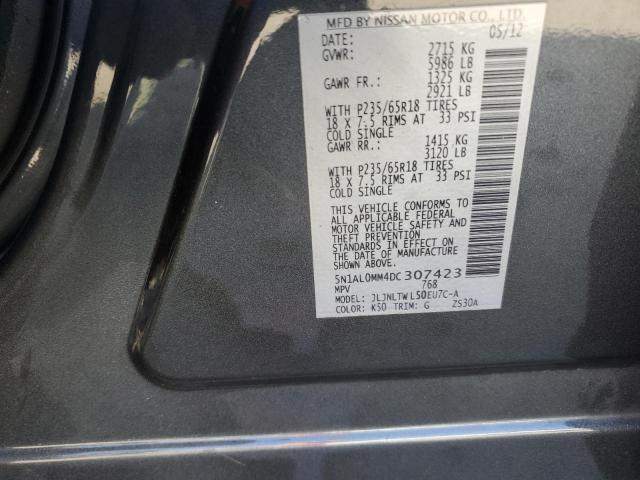 MFD BY NISSAN MOTOR CO., LTD.
DATE: 05/12
GVWR: 2715 KG
5986 LB
GAWR FR.: 1325 KG
2921 LB
WITH P235/65R18 TIRES
18 X 7.5 RIMS AT 33 PSI
COLD SINGLE
GAWR RR.: 1415 KG
3120 LB
WITH P235/65R18 TIRES
18 X 7.5 RIMS AT 33 PSI
COLD SINGLE
THIS VEHICLE CONFORMS TO
ALL APPLICABLE FEDERAL
MOTOR VEHICLE SAFETY AND
THEFT PREVENTION
STANDARDS IN EFFECT ON
THE DATE OF MANUFACTURE
SHOWN ABOVE.
5N1AL0MM4DC307423
MPV 768
MODEL: JLJNLTWL50EU7C-A
COLOR: K50 TRIM: G ZS30A